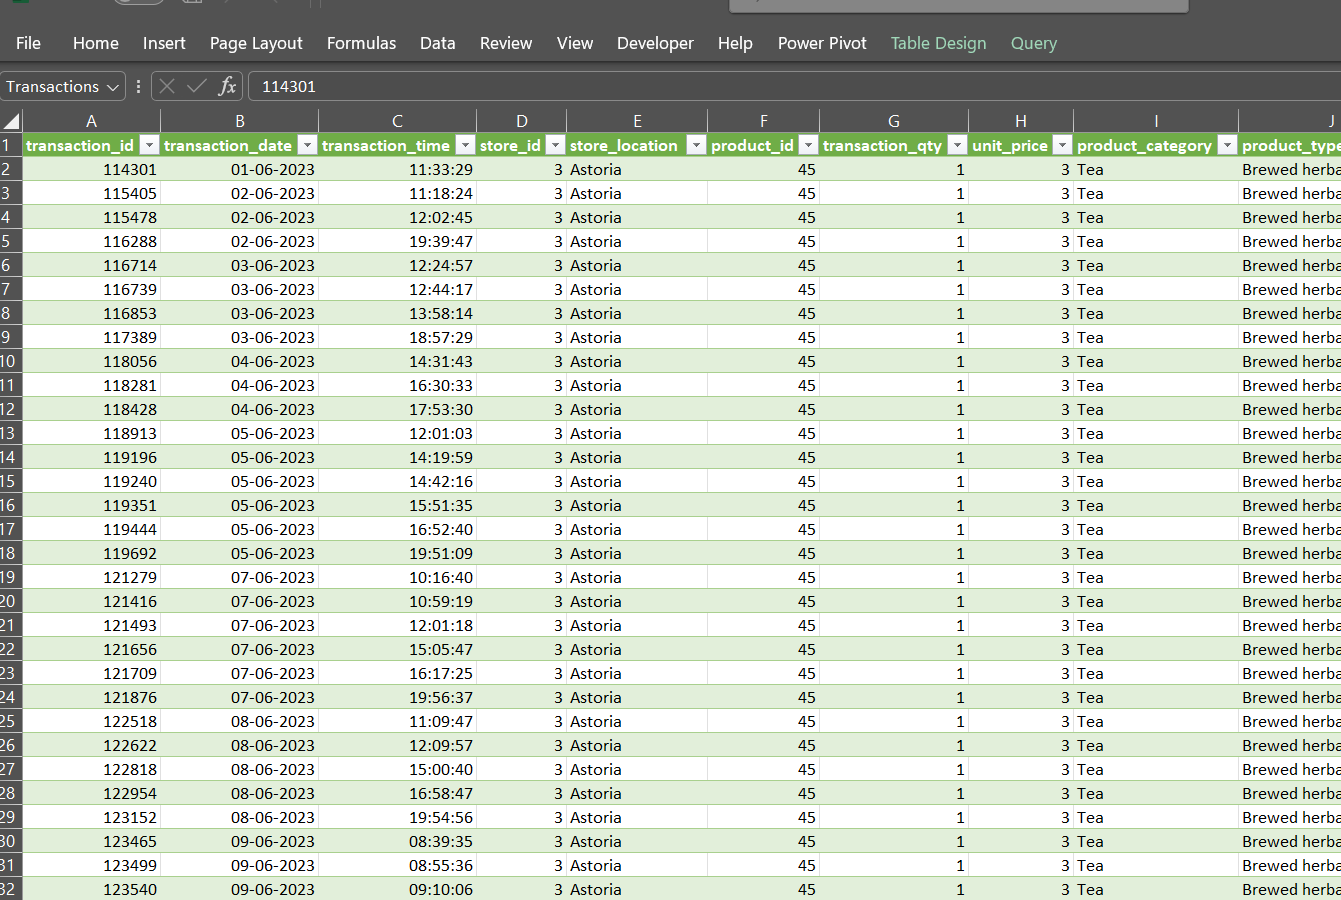 File Home Insert Page Layout Formulas Data Review View Developer Help Power Pivot Table Design Query
Transactions fx 114301
A B C D E F G H I J
1 transaction_id transaction_date transaction_time store_id store_location product_id transaction_qty unit_price product_category product_type
2 114301 01-06-2023 11:33:29 3 Astoria 45 1 3 Tea Brewed herba
3 115405 02-06-2023 11:18:24 3 Astoria 45 1 3 Tea Brewed herba
4 115478 02-06-2023 12:02:45 3 Astoria 45 1 3 Tea Brewed herba
5 116288 02-06-2023 19:39:47 3 Astoria 45 1 3 Tea Brewed herba
6 116714 03-06-2023 12:24:57 3 Astoria 45 1 3 Tea Brewed herba
7 116739 03-06-2023 12:44:17 3 Astoria 45 1 3 Tea Brewed herba
8 116853 03-06-2023 13:58:14 3 Astoria 45 1 3 Tea Brewed herba
9 117389 03-06-2023 18:57:29 3 Astoria 45 1 3 Tea Brewed herba
10 118056 04-06-2023 14:31:43 3 Astoria 45 1 3 Tea Brewed herba
11 118281 04-06-2023 16:30:33 3 Astoria 45 1 3 Tea Brewed herba
12 118428 04-06-2023 17:53:30 3 Astoria 45 1 3 Tea Brewed herba
13 118913 05-06-2023 12:01:03 3 Astoria 45 1 3 Tea Brewed herba
14 119196 05-06-2023 14:19:59 3 Astoria 45 1 3 Tea Brewed herba
15 119240 05-06-2023 14:42:16 3 Astoria 45 1 3 Tea Brewed herba
16 119351 05-06-2023 15:51:35 3 Astoria 45 1 3 Tea Brewed herba
17 119444 05-06-2023 16:52:40 3 Astoria 45 1 3 Tea Brewed herba
18 119692 05-06-2023 19:51:09 3 Astoria 45 1 3 Tea Brewed herba
19 121279 07-06-2023 10:16:40 3 Astoria 45 1 3 Tea Brewed herba
20 121416 07-06-2023 10:59:19 3 Astoria 45 1 3 Tea Brewed herba
21 121493 07-06-2023 12:01:18 3 Astoria 45 1 3 Tea Brewed herba
22 121656 07-06-2023 15:05:47 3 Astoria 45 1 3 Tea Brewed herba
23 121709 07-06-2023 16:17:25 3 Astoria 45 1 3 Tea Brewed herba
24 121876 07-06-2023 19:56:37 3 Astoria 45 1 3 Tea Brewed herba
25 122518 08-06-2023 11:09:47 3 Astoria 45 1 3 Tea Brewed herba
26 122622 08-06-2023 12:09:57 3 Astoria 45 1 3 Tea Brewed herba
27 122818 08-06-2023 15:00:40 3 Astoria 45 1 3 Tea Brewed herba
28 122954 08-06-2023 16:58:47 3 Astoria 45 1 3 Tea Brewed herba
29 123152 08-06-2023 19:54:56 3 Astoria 45 1 3 Tea Brewed herba
30 123465 09-06-2023 08:39:35 3 Astoria 45 1 3 Tea Brewed herba
31 123499 09-06-2023 08:55:36 3 Astoria 45 1 3 Tea Brewed herba
32 123540 09-06-2023 09:10:06 3 Astoria 45 1 3 Tea Brewed herba